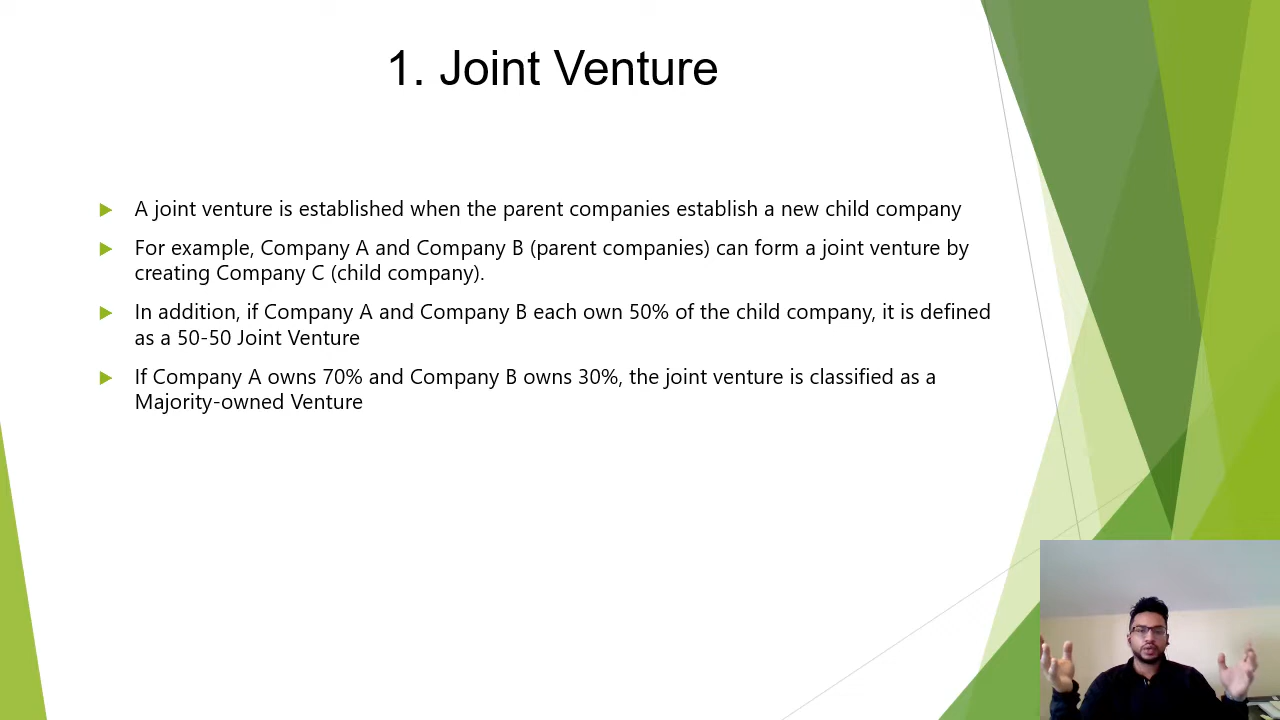 1. Joint Venture
A joint venture is established when the parent companies establish a new child company
For example, Company A and Company B (parent companies) can form a joint venture by
creating Company C (child company).
In addition, if Company A and Company B each own 50% of the child company, it is defined
as a 50-50 Joint Venture
If Company A owns 70% and Company B owns 30%, the joint venture is classified as a
Majority-owned Venture